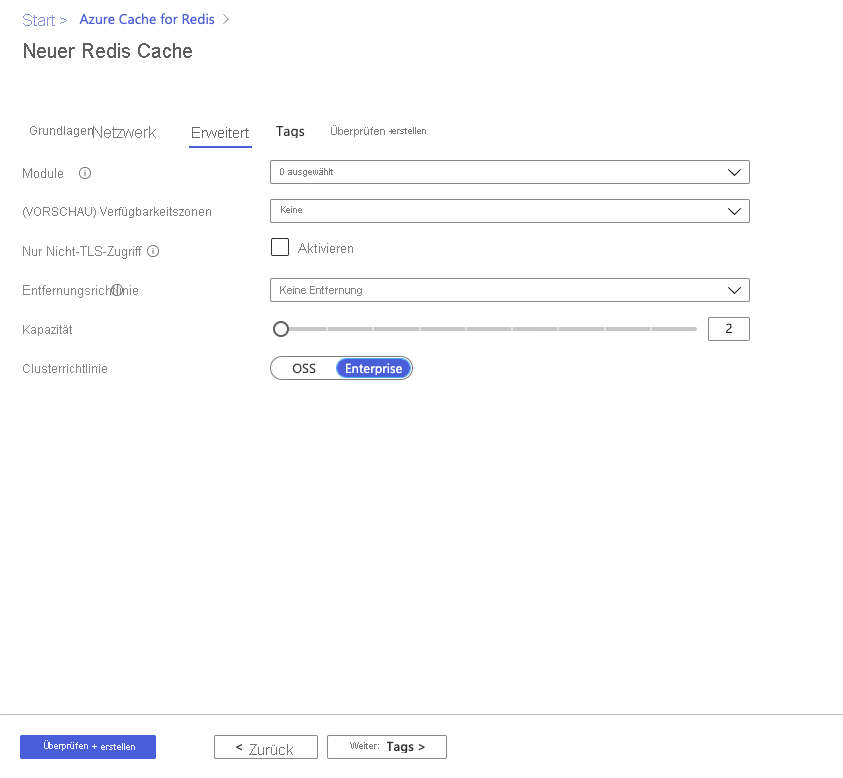 Start > Azure Cache for Redis >
Neuer Redis Cache
Grundlagen Netzwerk Erweitert Tags Überprüfen +erstellen
Module 0 ausgewählt
(VORSCHAU) Verfügbarkeitszonen Keine
Nur Nicht-TLS-Zugriff Aktivieren
Entfernungsrichtlinie Keine Entfernung
Kapazität 2
Clusterrichtlinie OSS Enterprise
Überprüfen + erstellen < Zurück Weiter: Tags >